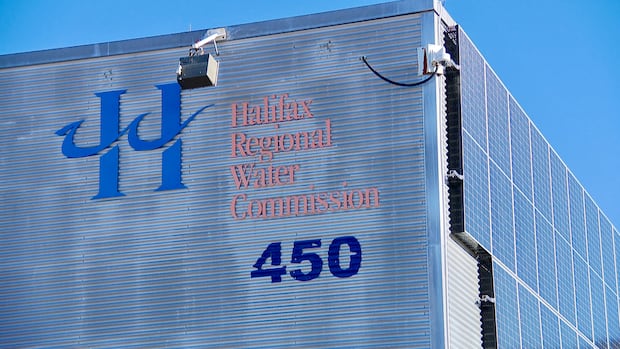 H
Halifax
Regional
Water
Commission
450